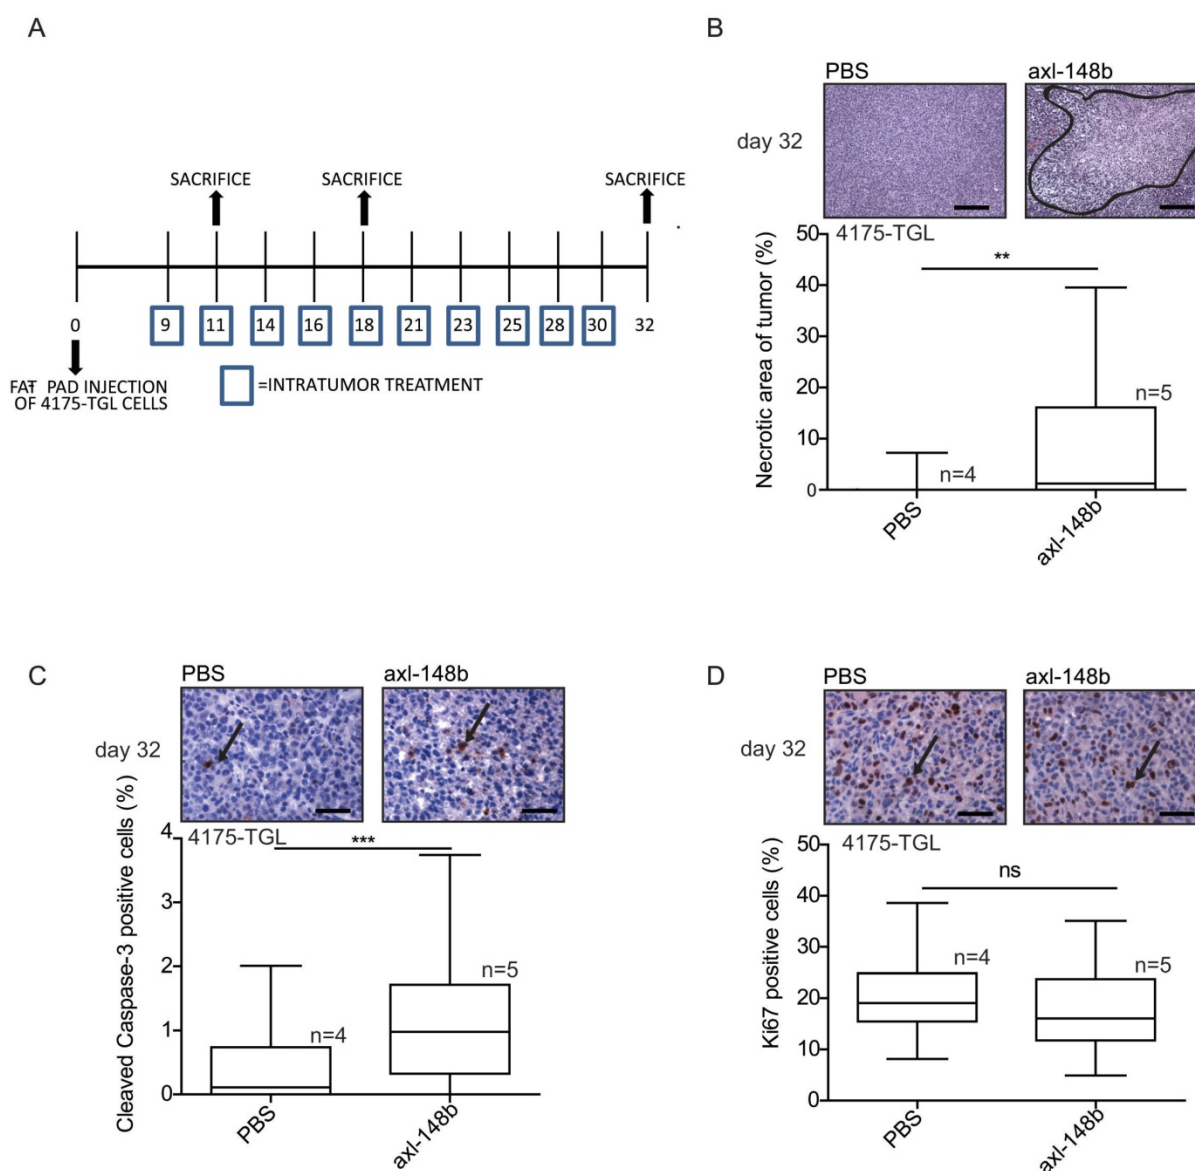 A
SACRIFICE
SACRIFICE
SACRIFICE
0
9
11
14
16
18
21
23
25
28
30
32
FAT PAD INJECTION
OF 4175-TGL CELLS
=INTRATUMOR TREATMENT
B
PBS
axl-148b
day 32
4175-TGL
Necrotic area of tumor (%)
50
40
30
20
10
0
**
n=4
n=5
PBS
axl-148b
C
PBS
axl-148b
day 32
4175-TGL
Cleaved Caspase-3 positive cells (%)
4
3
2
1
0
***
n=4
n=5
PBS
axl-148b
D
PBS
axl-148b
day 32
4175-TGL
Ki67 positive cells (%)
50
40
30
20
10
0
ns
n=4
n=5
PBS
axl-148b